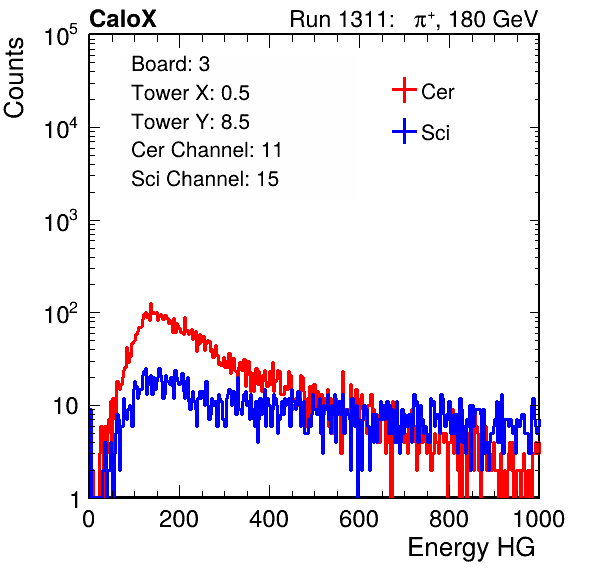 CaloX Run 1311: π⁺, 180 GeV
Board: 3
Tower X: 0.5
Tower Y: 8.5
Cer Channel: 11
Sci Channel: 15
Cer
Sci
Counts
10⁵
10⁴
10³
10²
10
1
0 200 400 600 800 1000
Energy HG